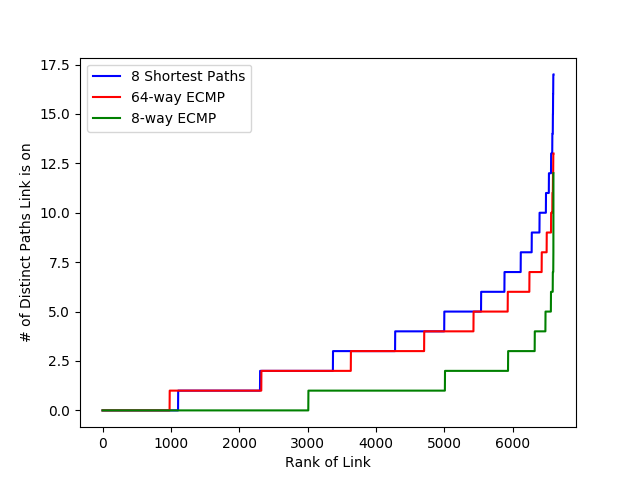 17.5
15.0
12.5
10.0
7.5
5.0
2.5
0.0
# of Distinct Paths Link is on
8 Shortest Paths
64-way ECMP
8-way ECMP
0 1000 2000 3000 4000 5000 6000
Rank of Link